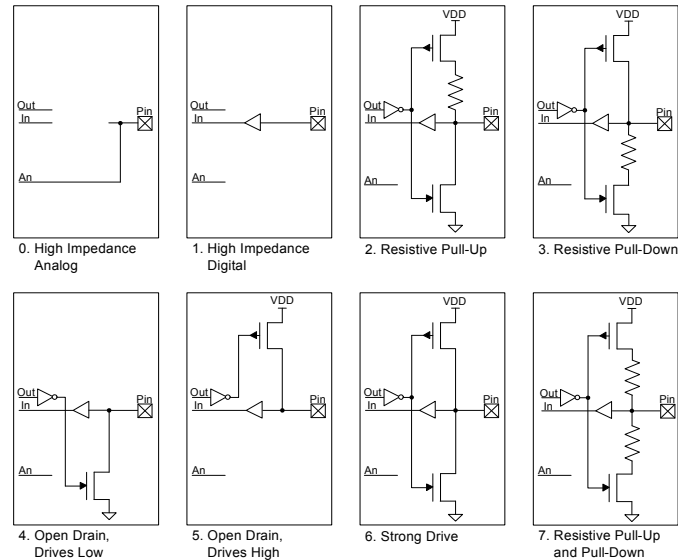 VDD
VDD
Out
In
Pin
An
Out
In
Pin
An
Out
In
Pin
An
Out
In
Pin
An
0. High Impedance
Analog
1. High Impedance
Digital
2. Resistive Pull-Up
3. Resistive Pull-Down
VDD
VDD
VDD
Out
In
Pin
An
Out
In
Pin
An
Out
In
Pin
An
Out
In
Pin
An
4. Open Drain,
Drives Low
5. Open Drain,
Drives High
6. Strong Drive
7. Resistive Pull-Up
and Pull-Down